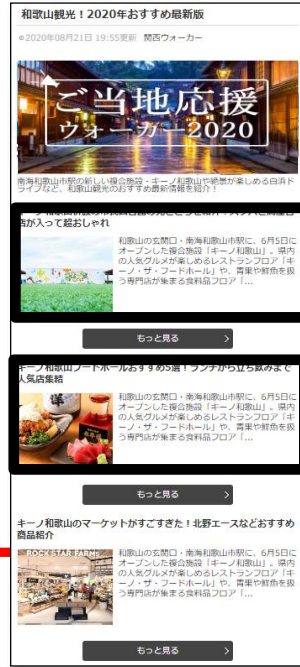 和歌山観光！2020年おすすめ最新版
2020年08月21日 19:55更新 関西ウォーカー
ご当地応援
ウォーカー2020
南海和歌山市駅の新しい複合施設・キーノ和歌山や絶景が楽しめる白浜ド
ライブなど、和歌山観光のおすすめ最新情報を紹介！
店が入って超おしゃれ
和歌山の玄関口・南海和歌山市駅に、6月5日に
オープンした複合施設「キーノ和歌山」。県内
の人気グルメが楽しめるレストランフロア「キ
ーノ・ザ・フードホール」や、青果や鮮魚を扱
う専門店が集まる食料品フロア「…
もっと見る
キーノ和歌山フードホールおすすめ5選！ランチから立ち飲みまで
人気店集結
和歌山の玄関口・南海和歌山市駅に、6月5日に
オープンした複合施設「キーノ和歌山」。県内
の人気グルメが楽しめるレストランフロア「キ
ーノ・ザ・フードホール」や、青果や鮮魚を扱
う専門店が集まる食料品フロア「…
もっと見る
キーノ和歌山のマーケットがすごすぎた！北野エースなどおすすめ
商品紹介
ROCK STAR FARMS
和歌山の玄関口・南海和歌山市駅に、6月5日に
オープンした複合施設「キーノ和歌山」。県内
の人気グルメが楽しめるレストランフロア「キ
ーノ・ザ・フードホール」や、青果や鮮魚を扱
う専門店が集まる食料品フロア「…
もっと見る